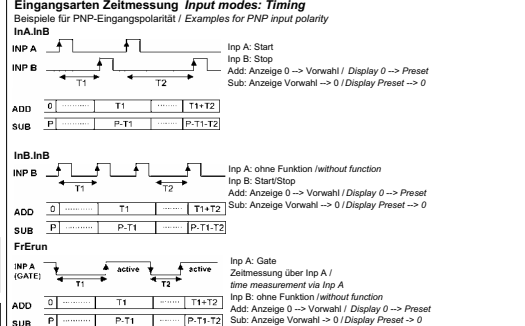 Eingangsarten Zeitmessung Input modes: Timing
Beispiele für PNP-Eingangspolarität / Examples for PNP input polarity
InA.InB
INP A
INP B
T1
T2
Inp A: Start
Inp B: Stop
Add: Anzeige 0 --> Vorwahl / Display 0 --> Preset
Sub: Anzeige Vorwahl --> 0 / Display Preset --> 0
ADD 0 ........... T1 ........ T1+T2
SUB P ........... P-T1 ........ P-T1-T2
InB.InB
INP B
T1
T2
Inp A: ohne Funktion /without function
Inp B: Start/Stop
Add: Anzeige 0 --> Vorwahl / Display 0 --> Preset
Sub: Anzeige Vorwahl --> 0 / Display Preset --> 0
ADD 0 ........... T1 ........ T1+T2
SUB P ........... P-T1 ........ P-T1-T2
FrErun
INP A
(GATE)
active
active
T1
T2
Inp A: Gate
Zeitmessung über Inp A /
time measurement via Inp A
Inp B: ohne Funktion /without function
Add: Anzeige 0 --> Vorwahl / Display 0 --> Preset
Sub: Anzeige Vorwahl -> 0 / Display Preset -> 0
ADD 0 ........... T1 ........ T1+T2
SUB P ........... P-T1 ........ P-T1-T2